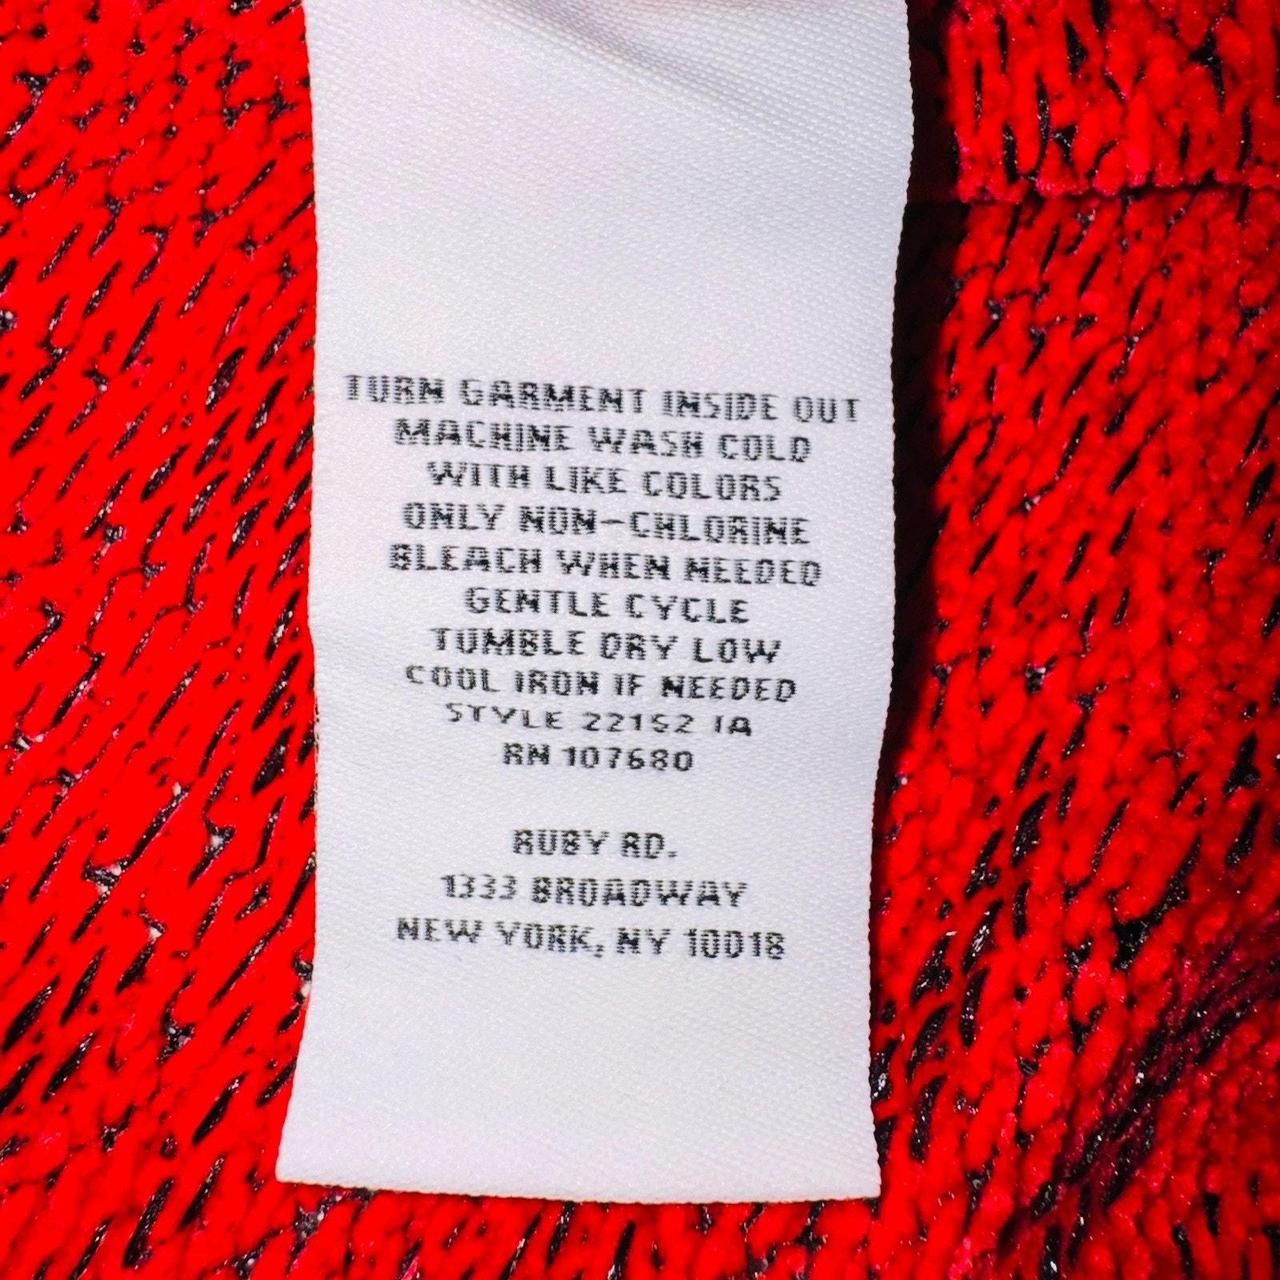 TURN GARMENT INSIDE OUT
MACHINE WASH COLD
WITH LIKE COLORS
ONLY NON-CHLORINE
BLEACH WHEN NEEDED
GENTLE CYCLE
TUMBLE DRY LOW
COOL IRON IF NEEDED
STYLE 22152 IA
RN 107680
RUBY RD.
1333 BROADWAY
NEW YORK, NY 10018